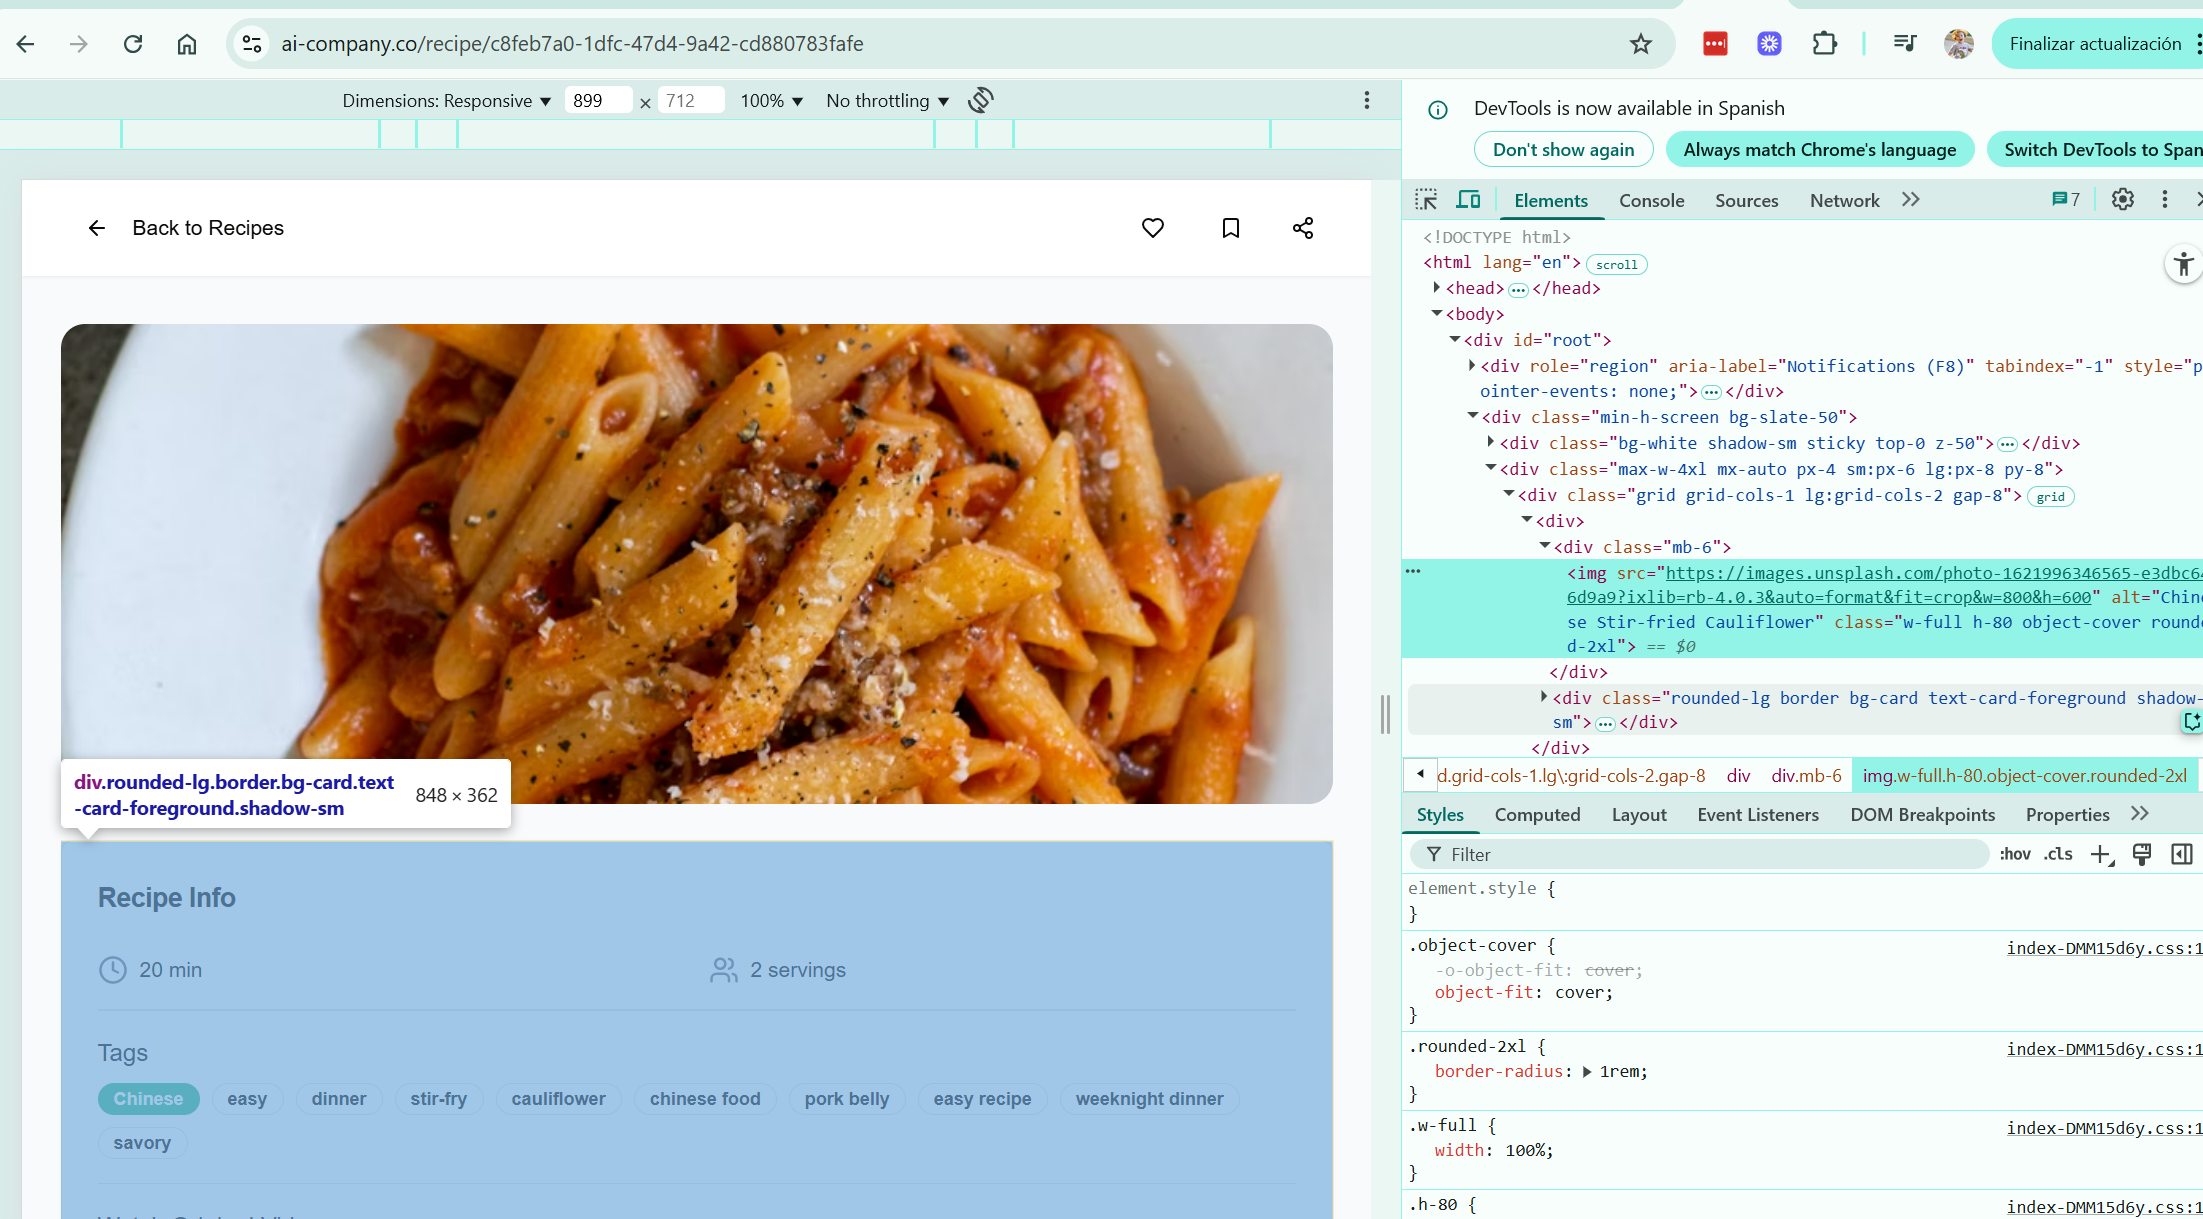 ai-company.co/recipe/c8feb7a0-1dfc-47d4-9a42-cd880783fafe
Finalizar actualización
Dimensions: Responsive
899 × 712
100%
No throttling
Back to Recipes
div.rounded-lg.border.bg-card.text
-card-foreground.shadow-sm
848 × 362
Recipe Info
20 min
2 servings
Tags
Chinese easy dinner stir-fry cauliflower chinese food pork belly easy recipe weeknight dinner
savory
DevTools is now available in Spanish
Don't show again
Always match Chrome's language
Switch DevTools to Span
Elements Console Sources Network
7
<!DOCTYPE html>
<html lang="en"> scroll
<head> … </head>
<body>
<div id="root">
<div role="region" aria-label="Notifications (F8)" tabindex="-1" style="p
ointer-events: none;"> … </div>
<div class="min-h-screen bg-slate-50">
<div class="bg-white shadow-sm sticky top-0 z-50"> … </div>
<div class="max-w-4xl mx-auto px-4 sm:px-6 lg:px-8 py-8">
<div class="grid grid-cols-1 lg:grid-cols-2 gap-8"> grid
<div>
<div class="mb-6">
<img src="https://images.unsplash.com/photo-1621996346565-e3dbc64
6d9a9?ixlib=rb-4.0.3&auto=format&fit=crop&w=800&h=600" alt="Chine
se Stir-fried Cauliflower" class="w-full h-80 object-cover rounde
d-2xl"> == $0
</div>
<div class="rounded-lg border bg-card text-card-foreground shadow-
sm"> … </div>
</div>
d.grid-cols-1.lg\:grid-cols-2.gap-8 div div.mb-6 img.w-full.h-80.object-cover.rounded-2xl
Styles Computed Layout Event Listeners DOM Breakpoints Properties
Filter
:hov .cls
element.style {
}
.object-cover { index-DMM15d6y.css:1
-o-object-fit: cover;
object-fit: cover;
}
.rounded-2xl { index-DMM15d6y.css:1
border-radius: 1rem;
}
.w-full { index-DMM15d6y.css:1
width: 100%;
}
.h-80 { index-DMM15d6y.css:1